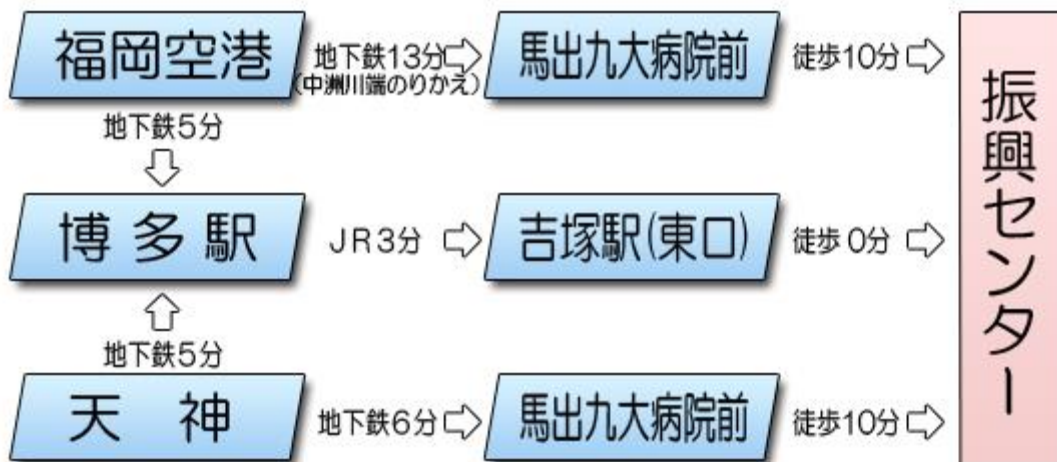 福岡空港
地下鉄13分⇨
(中洲川端のりかえ)
馬出九大病院前
徒歩10分⇨
地下鉄5分
博多駅
JR3分 ⇨
吉塚駅(東口)
徒歩0分 ⇨
地下鉄5分
天神
地下鉄6分⇨
馬出九大病院前
徒歩10分⇨
振興センター